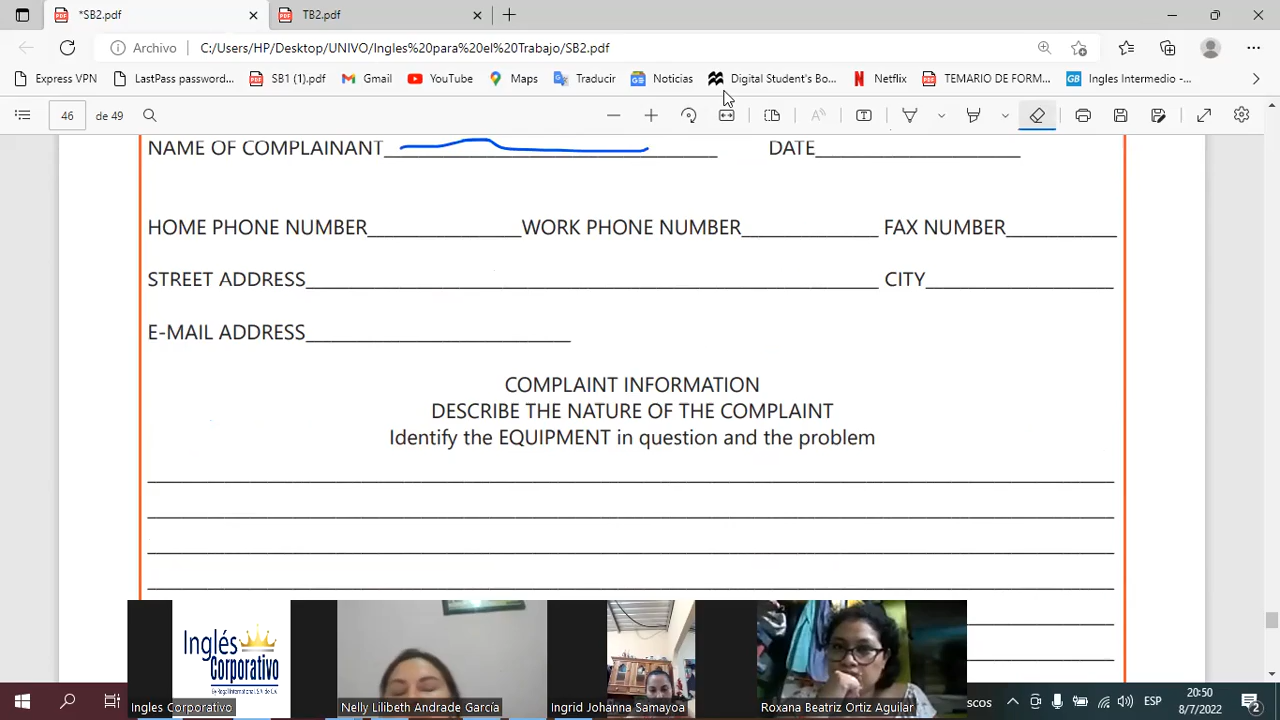 *SB2.pdf
TB2.pdf
Archivo
C:/Users/HP/Desktop/UNIVO/Ingles%20para%20el%20Trabajo/SB2.pdf
Express VPN
LastPass password...
SB1 (1).pdf
Gmail
YouTube
Maps
Traducir
Noticias
Digital Student's Bo...
Netflix
TEMARIO DE FORM...
Ingles Intermedio -...
46 de 49
NAME OF COMPLAINANT DATE
HOME PHONE NUMBER WORK PHONE NUMBER FAX NUMBER
STREET ADDRESS CITY
E-MAIL ADDRESS
COMPLAINT INFORMATION
DESCRIBE THE NATURE OF THE COMPLAINT
Identify the EQUIPMENT in question and the problem
Inglés
Corporativo
Ingles Corporativo
Nelly Lilibeth Andrade García
Ingrid Johanna Samayoa
Roxana Beatriz Ortiz Aguilar
scos
ESP
20:50
8/7/2022
2